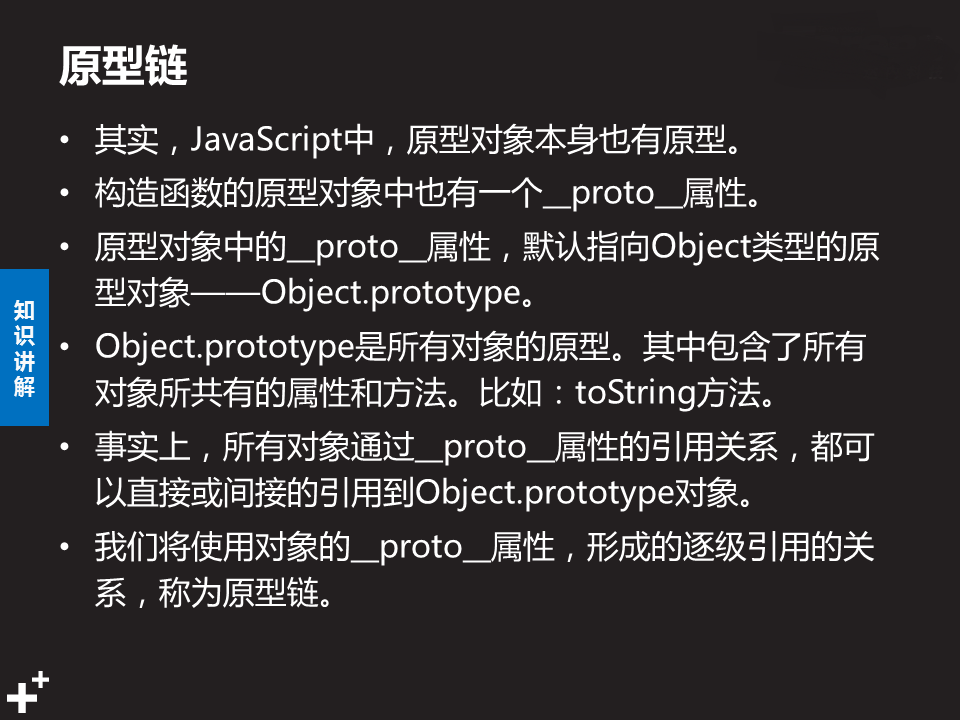 原型链
• 其实，JavaScript中，原型对象本身也有原型。
• 构造函数的原型对象中也有一个__proto__属性。
• 原型对象中的__proto__属性，默认指向Object类型的原
型对象——Object.prototype。
• Object.prototype是所有对象的原型。其中包含了所有
对象所共有的属性和方法。比如：toString方法。
• 事实上，所有对象通过__proto__属性的引用关系，都可
以直接或间接的引用到Object.prototype对象。
• 我们将使用对象的__proto__属性，形成的逐级引用的关
系，称为原型链。
知
识
讲
解